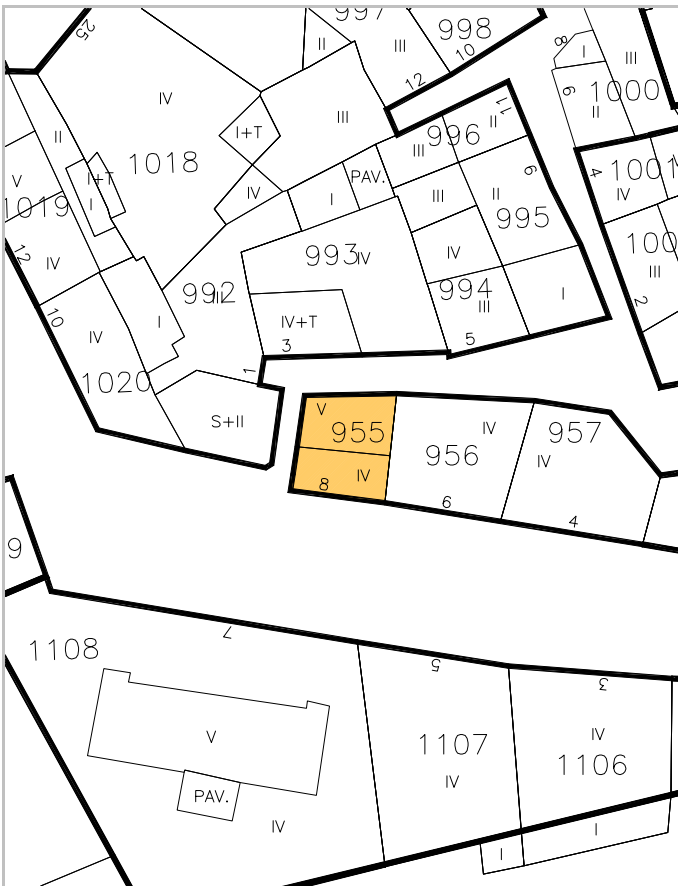 25
997
998
II
III
10
12
8
I
III
1000
6
II
IV
III
I+T
II
1018
I+T
I
V
1019
IV
12
10
IV
1020
IV
I
PAV.
III
996
II
11
III
II
9
995
4
1001
IV
V
100
III
2
993
IV
IV
994
III
I
5
992
III
IV+T
3
1
I
S+II
V
955
IV
8
IV
956
6
957
IV
4
9
7
1108
5
3
V
PAV.
IV
1107
IV
IV
1106
I
I